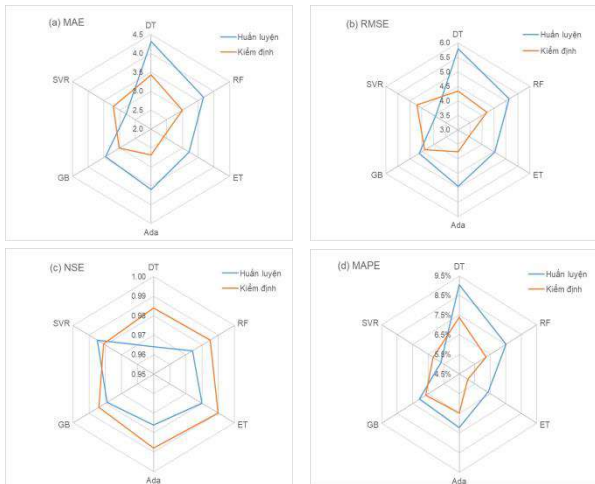 (a) MAE
DT
4.5
4.0
3.5
3.0
2.5
2.0
RF
ET
Ada
GB
SVR
Huấn luyện
Kiểm định
(b) RMSE
DT
6.0
5.5
5.0
4.5
4.0
3.5
3.0
RF
ET
Ada
GB
SVR
Huấn luyện
Kiểm định
(c) NSE
DT
1.00
0.99
0.98
0.97
0.96
0.95
RF
ET
Ada
GB
SVR
Huấn luyện
Kiểm định
(d) MAPE
DT
9.5%
8.5%
7.5%
6.5%
5.5%
4.5%
RF
ET
Ada
GB
SVR
Huấn luyện
Kiểm định